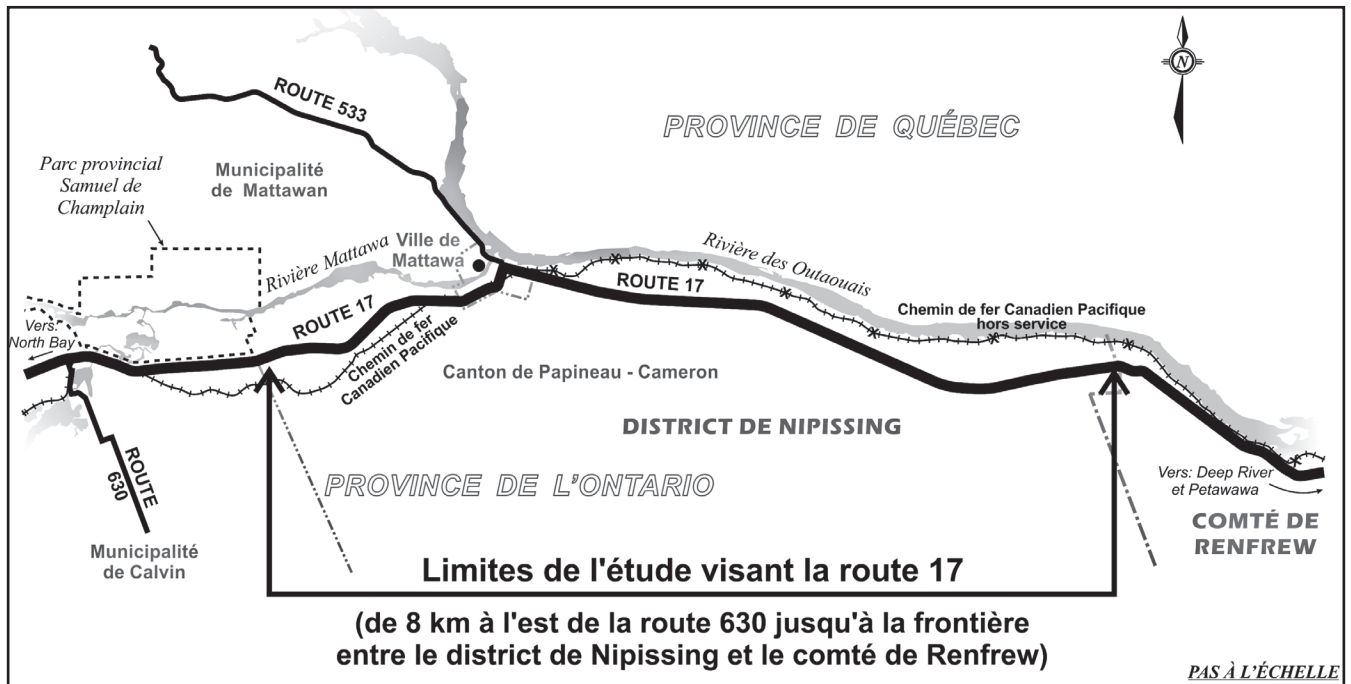 N
ROUTE 533
PROVINCE DE QUÉBEC
Parc provincial
Samuel de
Champlain
Municipalité
de Mattawan
Rivière Mattawa
Ville de
Mattawa
Rivière des Outaouais
ROUTE 17
ROUTE 17
Chemin de fer Canadien Pacifique
hors service
Vers:
North Bay
Chemin de fer
Canadien Pacifique
Canton de Papineau - Cameron
DISTRICT DE NIPISSING
ROUTE
630
PROVINCE DE L'ONTARIO
Vers: Deep River
et Petawawa
COMTÉ DE
RENFREW
Municipalité
de Calvin
Limites de l'étude visant la route 17
(de 8 km à l'est de la route 630 jusqu'à la frontière
entre le district de Nipissing et le comté de Renfrew)
PAS À L'ÉCHELLE